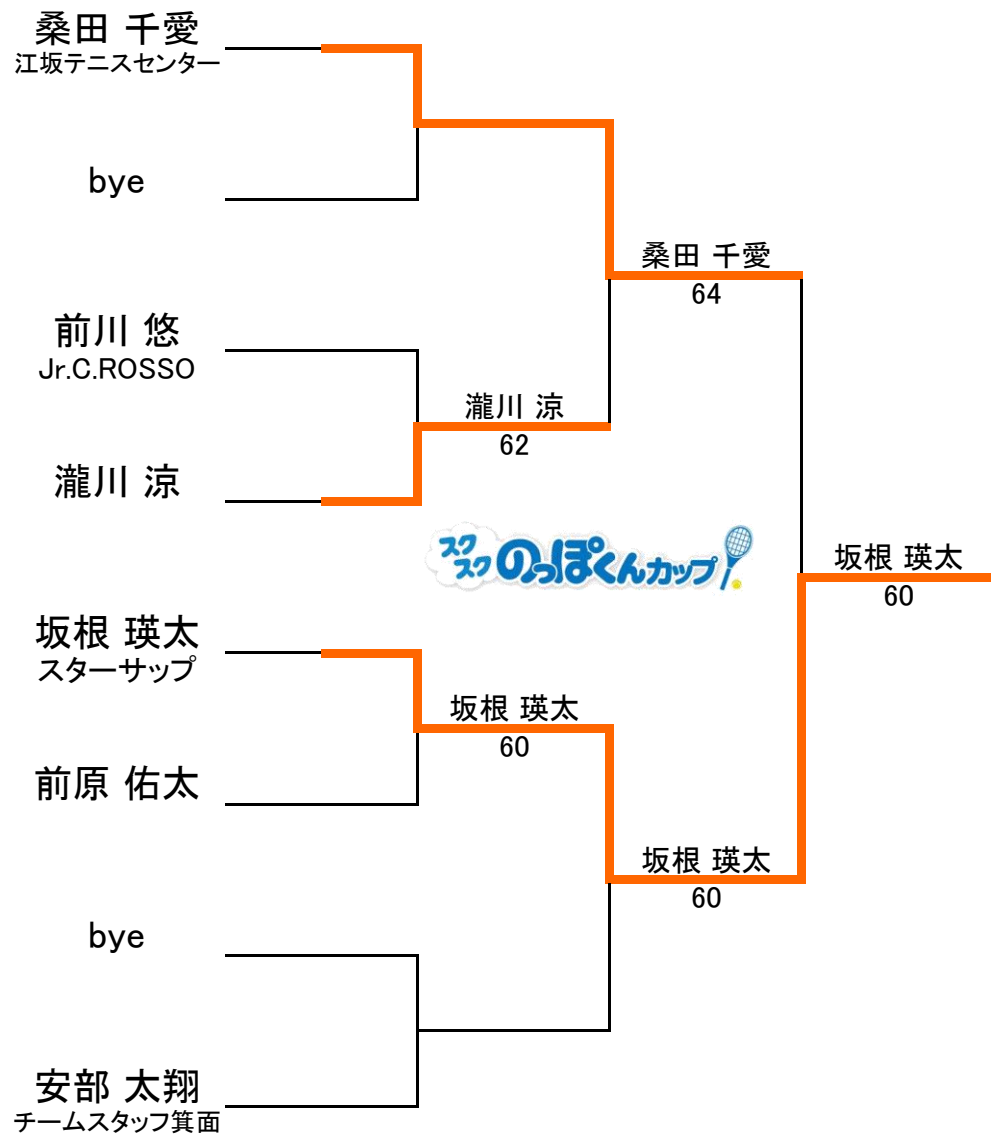 桑田 千愛
江坂テニスセンター
bye
桑田 千愛
64
前川 悠
Jr.C.ROSSO
瀧川 涼
62
瀧川 涼
スクスク のっぽくんカップ
坂根 瑛太
60
坂根 瑛太
スターサップ
坂根 瑛太
60
前原 佑太
坂根 瑛太
60
bye
安部 太翔
チームスタッフ箕面